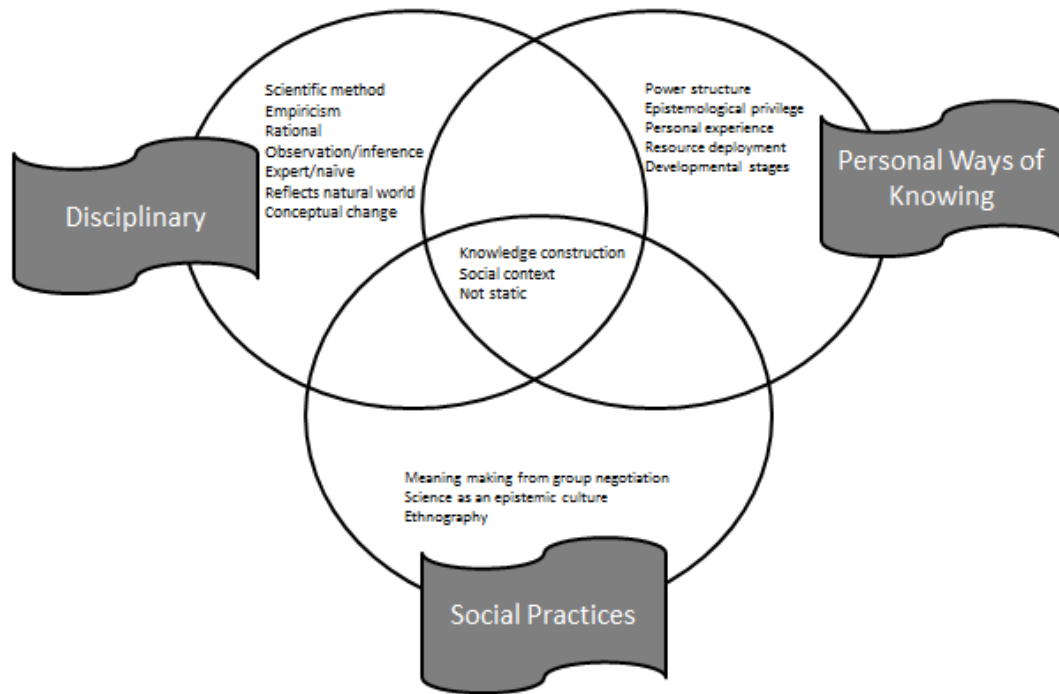 Scientific method
Empiricism
Rational
Observation/inference
Expert/naïve
Reflects natural world
Conceptual change
Power structure
Epistemological privilege
Personal experience
Resource deployment
Developmental stages
Disciplinary
Personal Ways of
Knowing
Knowledge construction
Social context
Not static
Meaning making from group negotiation
Science as an epistemic culture
Ethnography
Social Practices